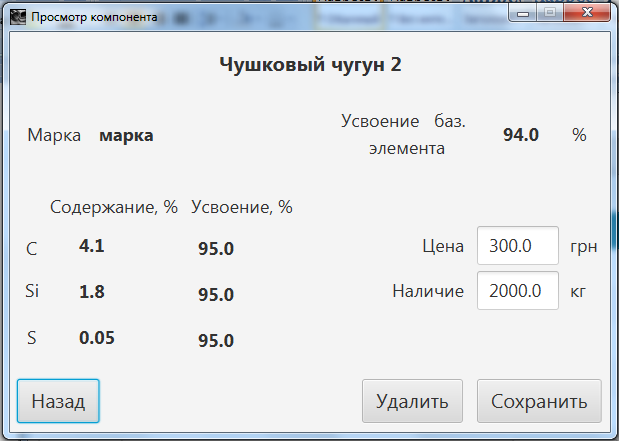 Просмотр компонента
Чушковый чугун 2
Марка марка
Усвоение баз. элемента 94.0 %
Содержание, % Усвоение, %
C 4.1 95.0
Si 1.8 95.0
S 0.05 95.0
Цена 300.0 грн
Наличие 2000.0 кг
Назад Удалить Сохранить